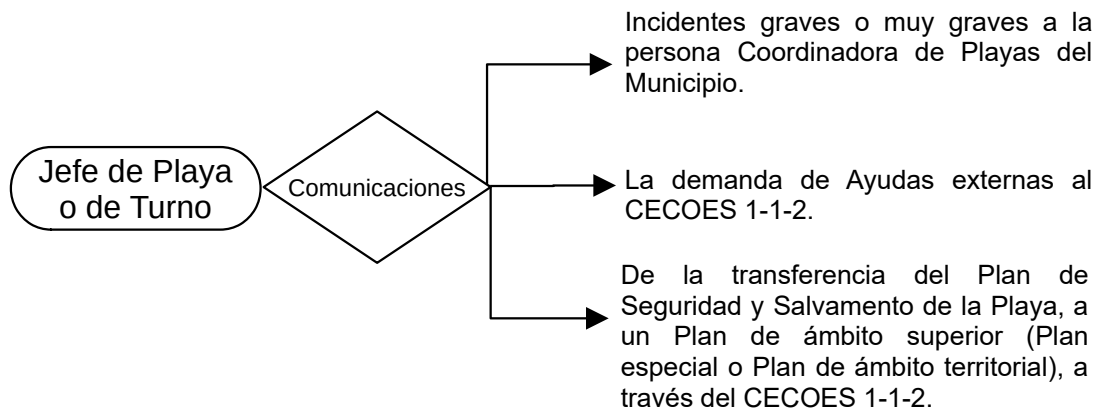 Jefe de Playa
o de Turno
Comunicaciones
Incidentes graves o muy graves a la
persona Coordinadora de Playas del
Municipio.
La demanda de Ayudas externas al
CECOES 1-1-2.
De la transferencia del Plan de
Seguridad y Salvamento de la Playa, a
un Plan de ámbito superior (Plan
especial o Plan de ámbito territorial), a
través del CECOES 1-1-2.